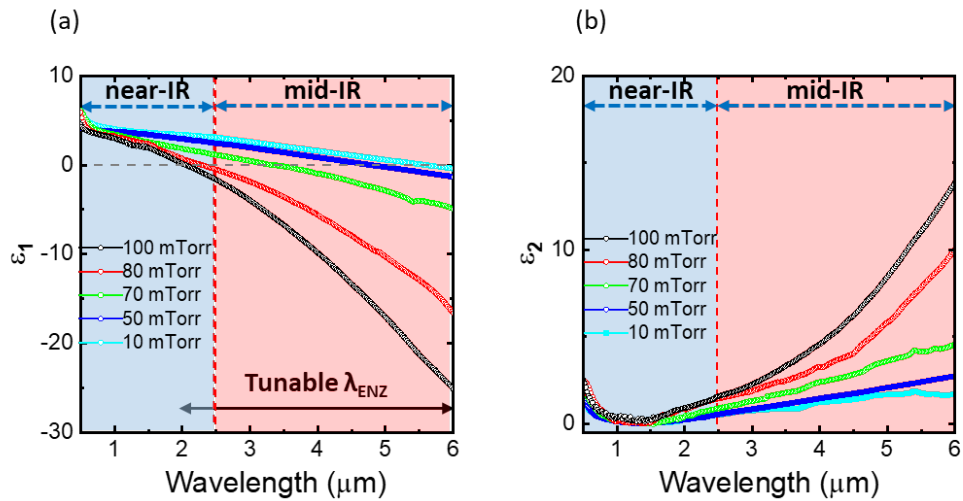 (a)
(b)
10
0
-10
-20
-30
ε1
near-IR
mid-IR
100 mTorr
80 mTorr
70 mTorr
50 mTorr
10 mTorr
Tunable λENZ
1 2 3 4 5 6
Wavelength (μm)
20
10
0
ε2
near-IR
mid-IR
100 mTorr
80 mTorr
70 mTorr
50 mTorr
10 mTorr
1 2 3 4 5 6
Wavelength (μm)